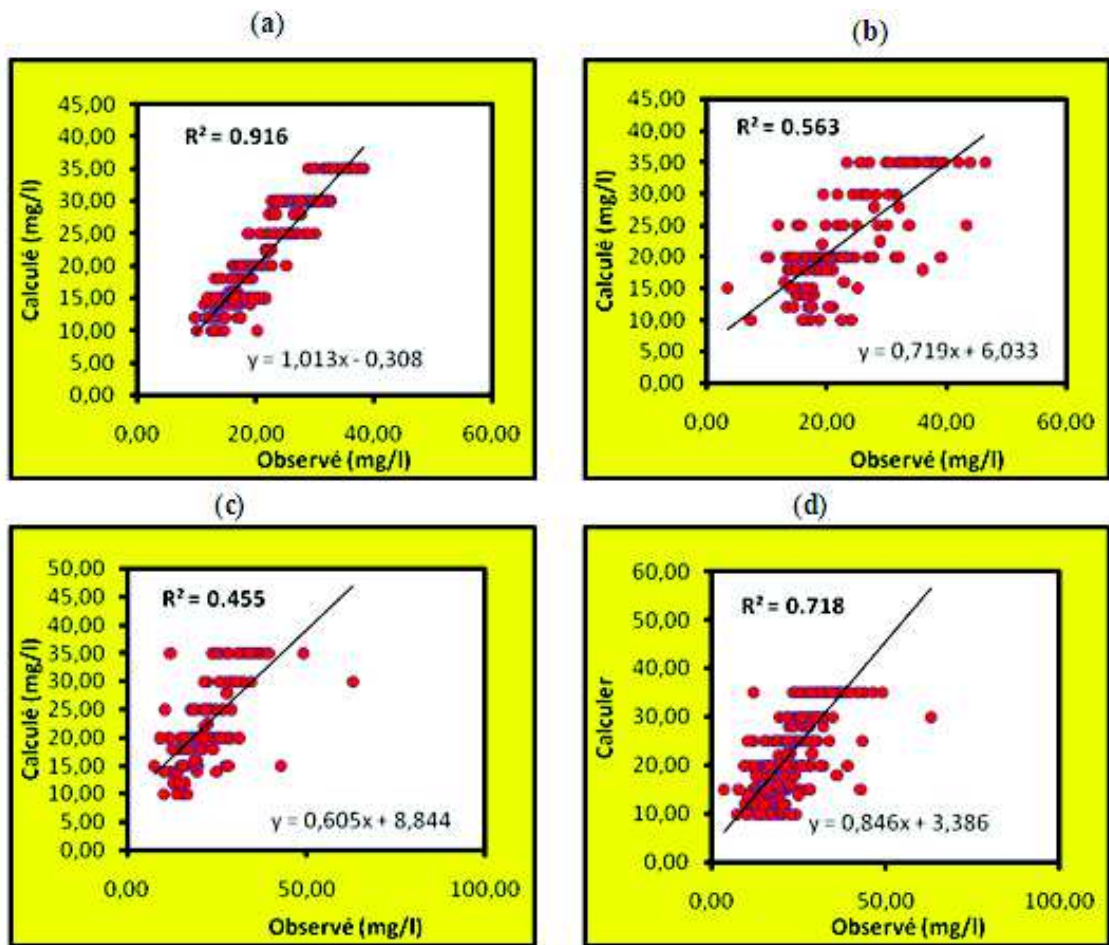 (a)
45,00
40,00
35,00
30,00
25,00
20,00
15,00
10,00
5,00
0,00
Calculé (mg/l)
R² = 0.916
y = 1,013x - 0,308
0,00 20,00 40,00 60,00
Observé (mg/l)
(b)
45,00
40,00
35,00
30,00
25,00
20,00
15,00
10,00
5,00
0,00
Calculé (mg/l)
R² = 0.563
y = 0,719x + 6,033
0,00 20,00 40,00 60,00
Observé (mg/l)
(c)
50,00
45,00
40,00
35,00
30,00
25,00
20,00
15,00
10,00
5,00
0,00
Calculé (mg/l)
R² = 0.455
y = 0,605x + 8,844
0,00 50,00 100,00
Observé (mg/l)
(d)
60,00
50,00
40,00
30,00
20,00
10,00
0,00
Calculer
R² = 0.718
y = 0,846x + 3,386
0,00 50,00 100,00
Observé (mg/l)